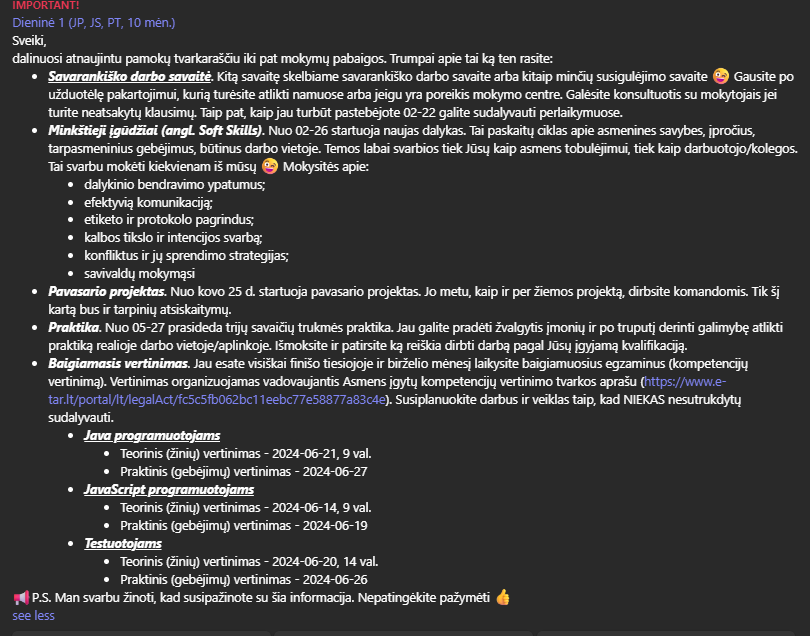 IMPORTANT!
Dieninė 1 (JP, JS, PT, 10 mėn.)
Sveiki,
dalinuosi atnaujintu pamokų tvarkaraščiu iki pat mokymų pabaigos. Trumpai apie tai ką ten rasite:
Savarankiško darbo savaitė. Kitą savaitę skelbiame savarankiško darbo savaite arba kitaip minčių susigulėjimo savaite 😜 Gausite po
užduotėlę pakartojimui, kurią turėsite atlikti namuose arba jeigu yra poreikis mokymo centre. Galėsite konsultuotis su mokytojais jei
turite neatsakytų klausimų. Taip pat, kaip jau turbūt pastebėjote 02-22 galite sudalyvauti perlaikymuose.
Minkštieji įgūdžiai (angl. Soft Skills). Nuo 02-26 startuoja naujas dalykas. Tai paskaitų ciklas apie asmenines savybes, įpročius,
tarpasmeninius gebėjimus, būtinus darbo vietoje. Temos labai svarbios tiek Jūsų kaip asmens tobulėjimui, tiek kaip darbuotojo/kolegos.
Tai svarbu mokėti kiekvienam iš mūsų 😜 Mokysitės apie:
dalykinio bendravimo ypatumus;
efektyvią komunikaciją;
etiketo ir protokolo pagrindus;
kalbos tikslo ir intencijos svarbą;
konfliktus ir jų sprendimo strategijas;
savivaldų mokymąsi
Pavasario projektas. Nuo kovo 25 d. startuoja pavasario projektas. Jo metu, kaip ir per žiemos projektą, dirbsite komandomis. Tik šį
kartą bus ir tarpinių atsiskaitymų.
Praktika. Nuo 05-27 prasideda trijų savaičių trukmės praktika. Jau galite pradėti žvalgytis įmonių ir po truputį derinti galimybę atlikti
praktiką realioje darbo vietoje/aplinkoje. Išmoksite ir patirsite ką reiškia dirbti darbą pagal Jūsų įgyjamą kvalifikaciją.
Baigiamasis vertinimas. Jau esate visiškai finišo tiesiojoje ir birželio mėnesį laikysite baigiamuosius egzaminus (kompetencijų
vertinimą). Vertinimas organizuojamas vadovaujantis Asmens įgytų kompetencijų vertinimo tvarkos aprašu (https://www.e-
tar.lt/portal/lt/legalAct/fc5c5fb062bc11eebc77e58877a83c4e). Susiplanuokite darbus ir veiklas taip, kad NIEKAS nesutrukdytų
sudalyvauti.
Java programuotojams
Teorinis (žinių) vertinimas - 2024-06-21, 9 val.
Praktinis (gebėjimų) vertinimas - 2024-06-27
JavaScript programuotojams
Teorinis (žinių) vertinimas - 2024-06-14, 9 val.
Praktinis (gebėjimų) vertinimas - 2024-06-19
Testuotojams
Teorinis (žinių) vertinimas - 2024-06-20, 14 val.
Praktinis (gebėjimų) vertinimas - 2024-06-26
📢P.S. Man svarbu žinoti, kad susipažinote su šia informacija. Nepatingėkite pažymėti 👍
see less